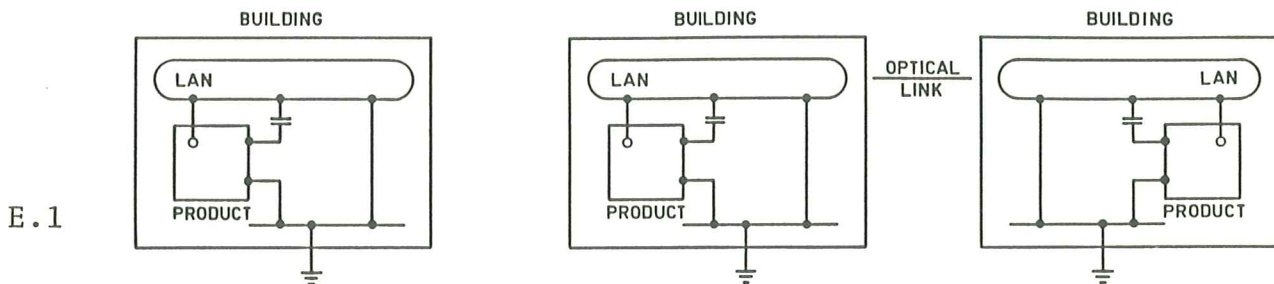 BUILDING BUILDING BUILDING
LAN LAN OPTICAL LINK LAN
PRODUCT PRODUCT PRODUCT
E.1